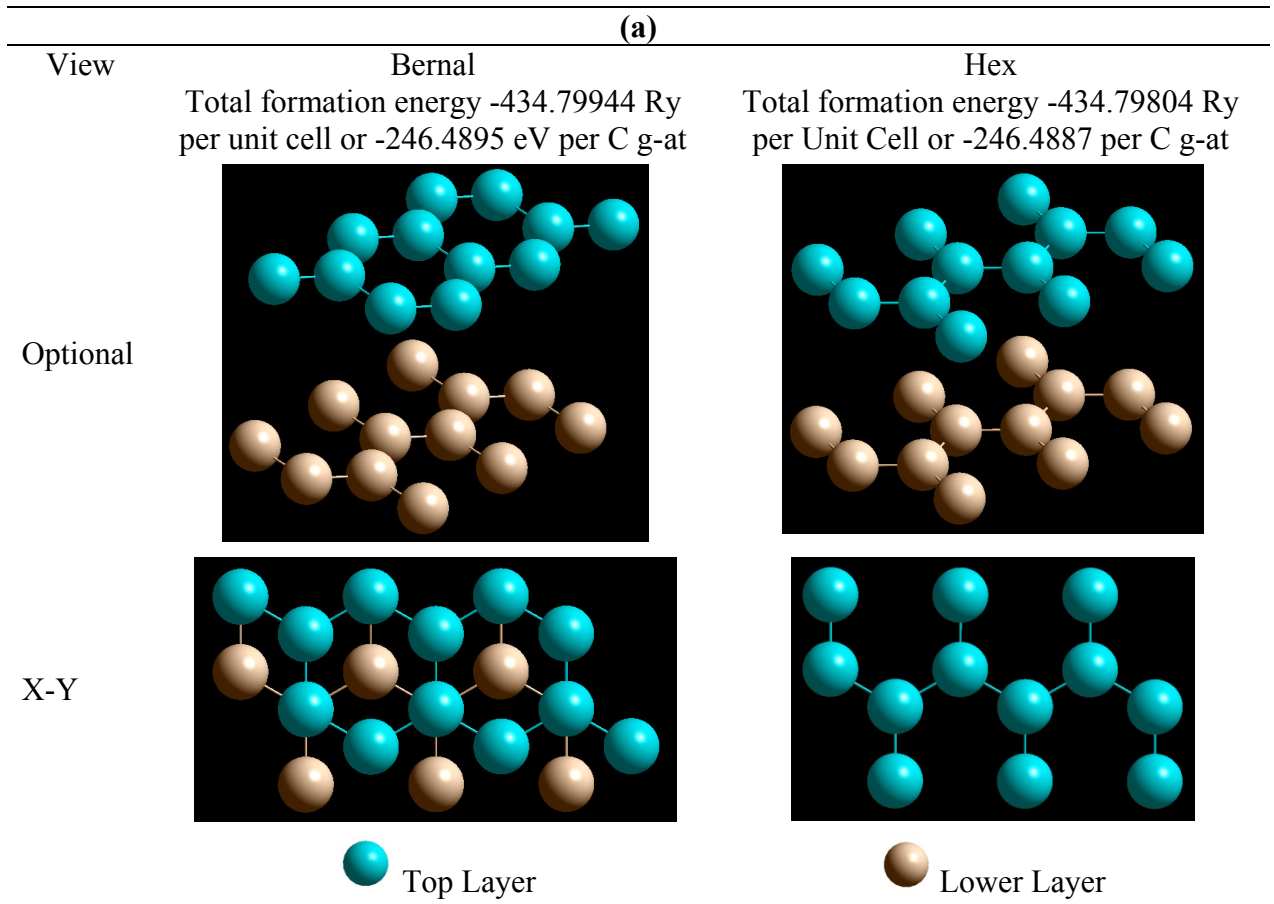 (a)
View Bernal Hex
Total formation energy -434.79944 Ry Total formation energy -434.79804 Ry
per unit cell or -246.4895 eV per C g-at per Unit Cell or -246.4887 per C g-at
Optional
X-Y
Top Layer Lower Layer